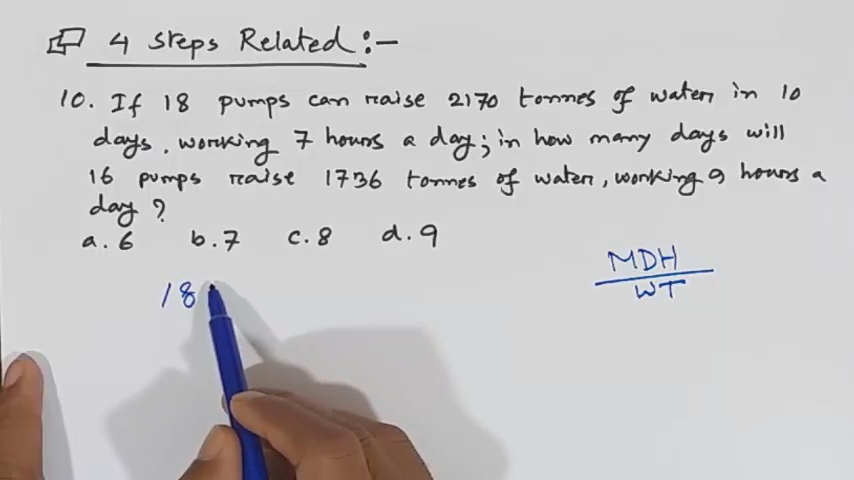 4 Steps Related:-
10. If 18 pumps can raise 2170 tonnes of water in 10
days, working 7 hours a day; in how many days will
16 pumps raise 1736 tonnes of water, working 9 hours a
day?
a. 6 b. 7 c. 8 d. 9
MDH
WT
18